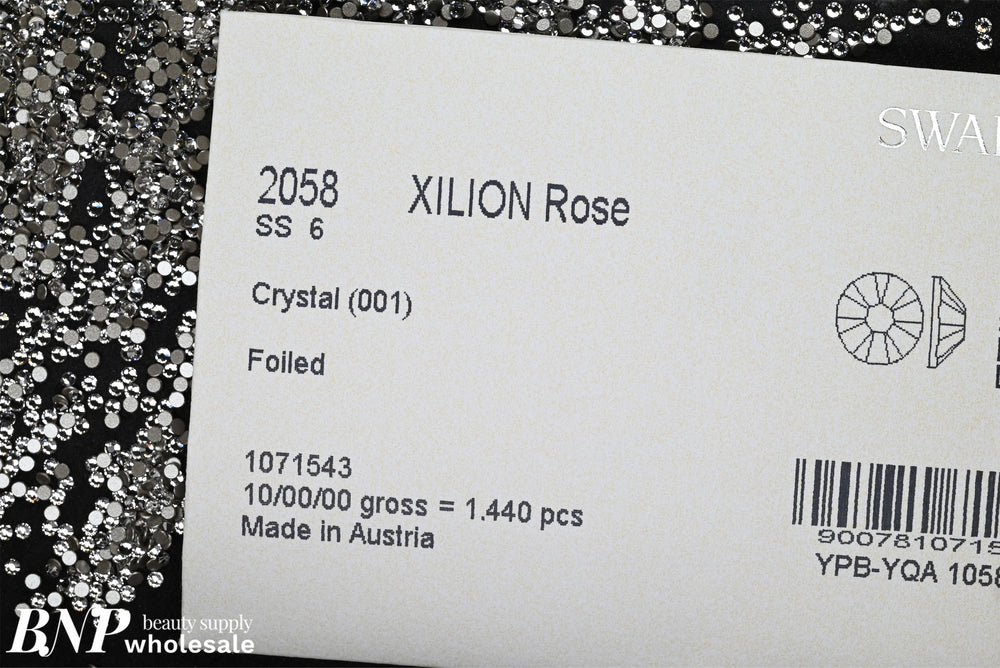 SWA
2058 XILION Rose
SS 6
Crystal (001)
Foiled
1071543
10/00/00 gross = 1.440 pcs
Made in Austria
9007810715
YPB-YQA 1058
BNP beauty supply
wholesale